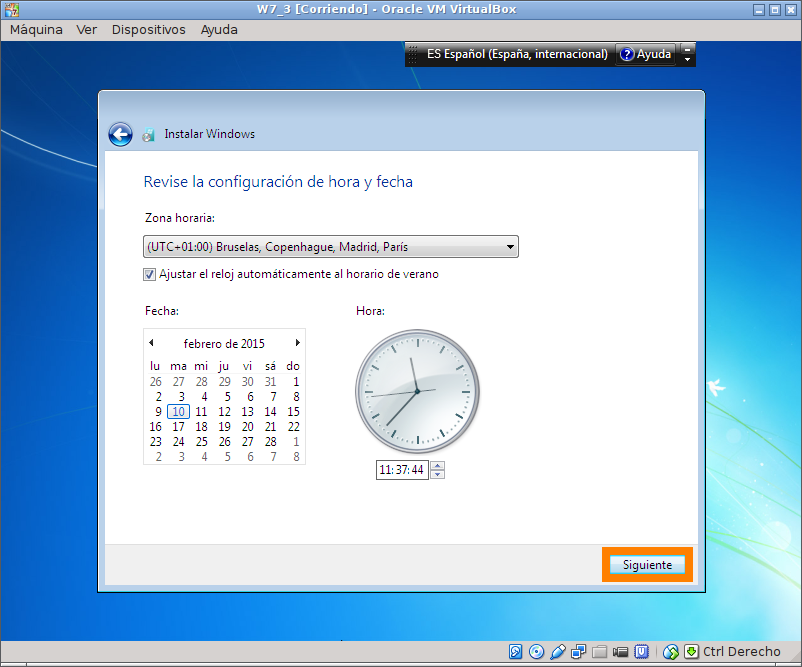 W7_3 [Corriendo] - Oracle VM VirtualBox
Máquina Ver Dispositivos Ayuda
ES Español (España, internacional) ? Ayuda
Instalar Windows
Revise la configuración de hora y fecha
Zona horaria:
(UTC+01:00) Bruselas, Copenhague, Madrid, París
Ajustar el reloj automáticamente al horario de verano
Fecha: Hora:
febrero de 2015
lu ma mi ju vi sá do
26 27 28 29 30 31 1
2 3 4 5 6 7 8
9 10 11 12 13 14 15
16 17 18 19 20 21 22
23 24 25 26 27 28 1
2 3 4 5 6 7 8
11:37:44
Siguiente
Ctrl Derecho